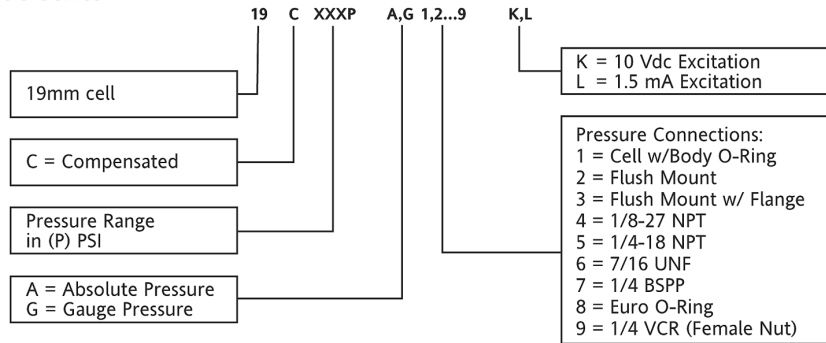 19 C XXXP A,G 1,2...9 K,L
19mm cell
C = Compensated
Pressure Range
in (P) PSI
A = Absolute Pressure
G = Gauge Pressure
K = 10 Vdc Excitation
L = 1.5 mA Excitation
Pressure Connections:
1 = Cell w/Body O-Ring
2 = Flush Mount
3 = Flush Mount w/ Flange
4 = 1/8-27 NPT
5 = 1/4-18 NPT
6 = 7/16 UNF
7 = 1/4 BSPP
8 = Euro O-Ring
9 = 1/4 VCR (Female Nut)